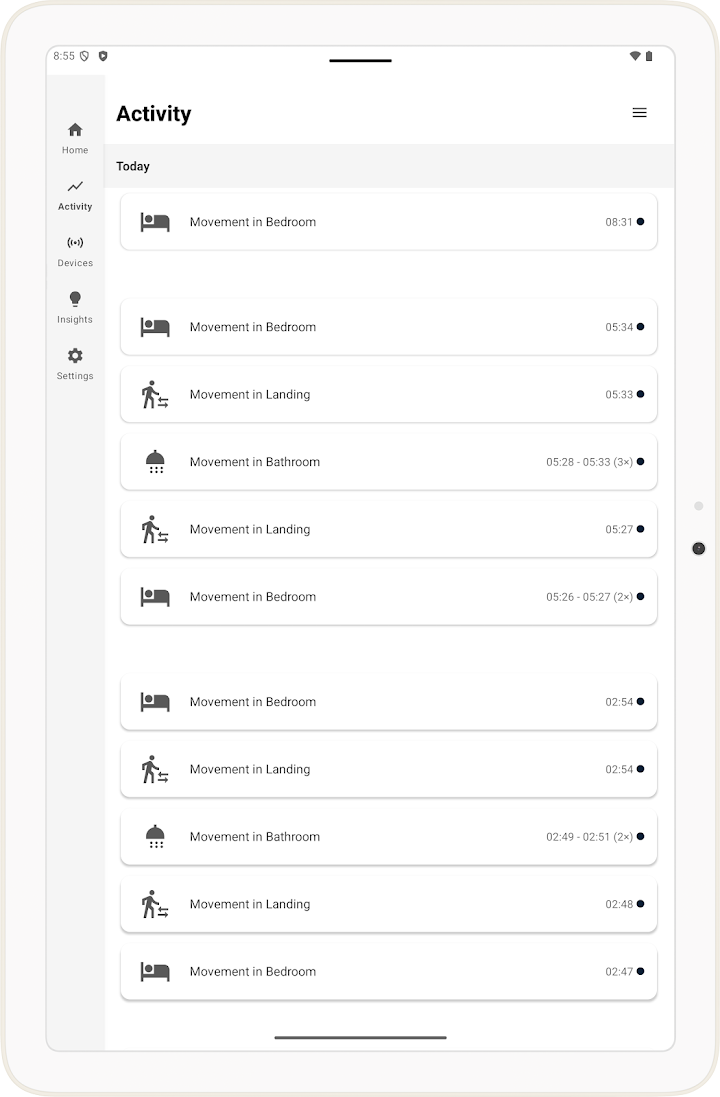 8:55
Activity
Home
Activity
Devices
Insights
Settings
Today
Movement in Bedroom 08:31
Movement in Bedroom 05:34
Movement in Landing 05:33
Movement in Bathroom 05:28 - 05:33 (3×)
Movement in Landing 05:27
Movement in Bedroom 05:26 - 05:27 (2×)
Movement in Bedroom 02:54
Movement in Landing 02:54
Movement in Bathroom 02:49 - 02:51 (2×)
Movement in Landing 02:48
Movement in Bedroom 02:47